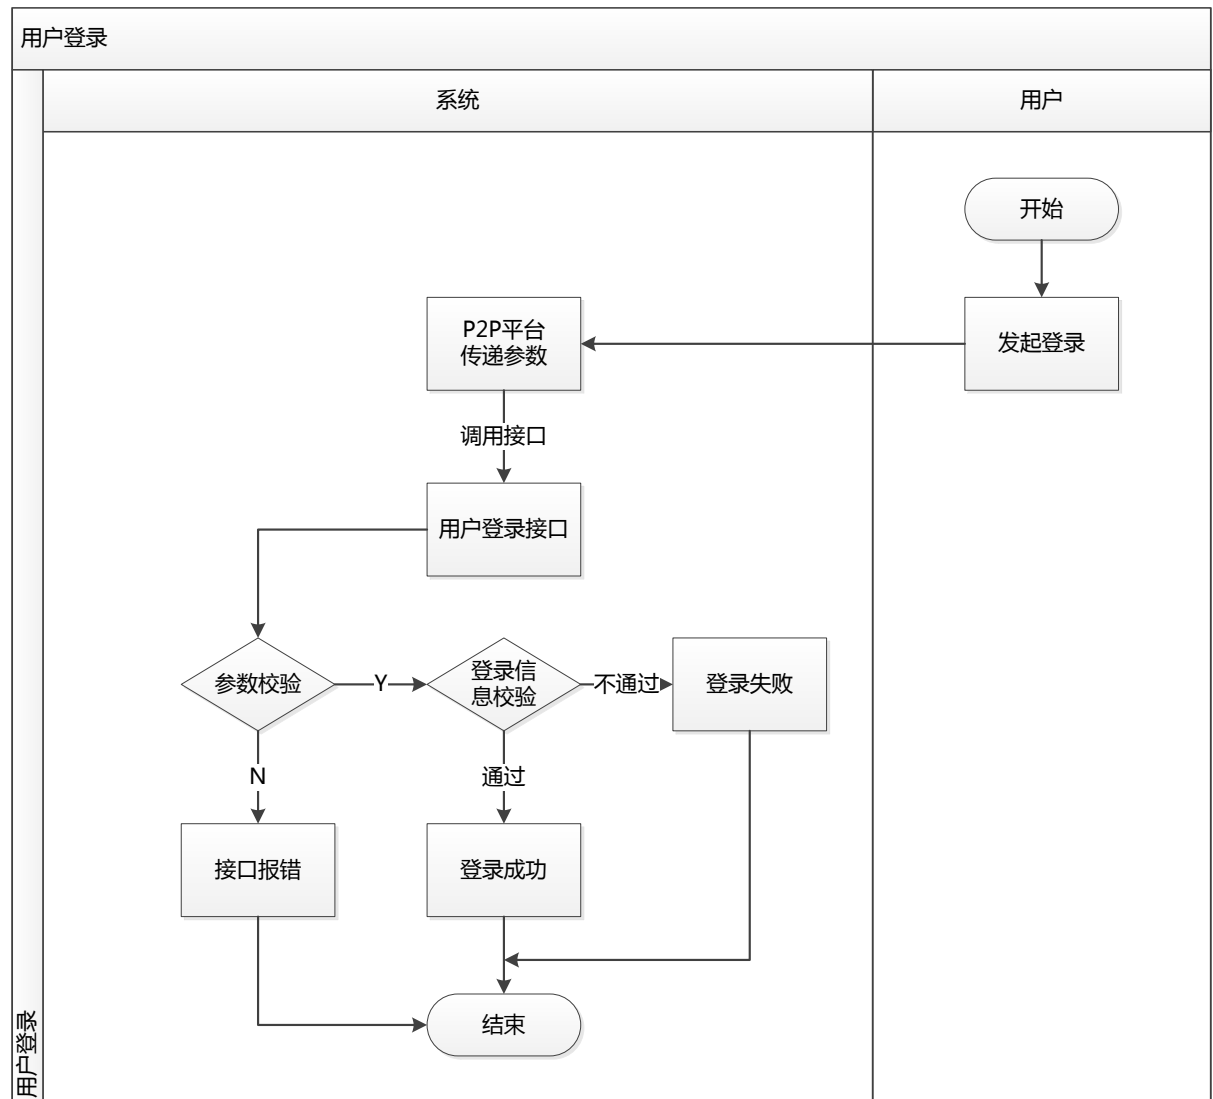 用户登录
系统
用户
开始
P2P平台
传递参数
发起登录
调用接口
用户登录接口
参数校验
Y
登录信
息校验
不通过
登录失败
N
通过
接口报错
登录成功
结束
用户登录